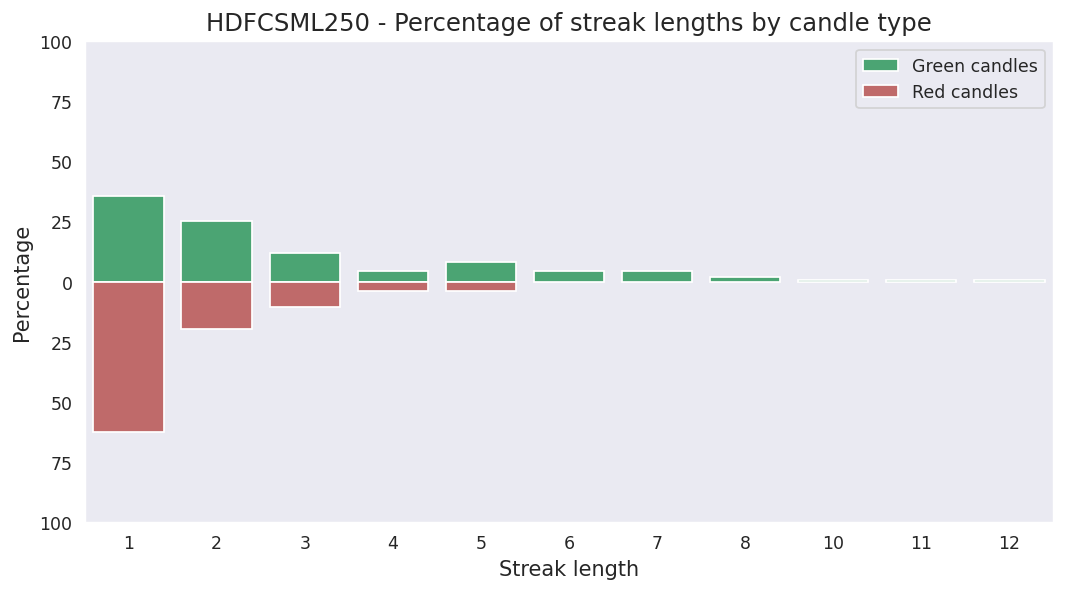 HDFCSML250 - Percentage of streak lengths by candle type
Green candles
Red candles
Percentage
100
75
50
25
0
25
50
75
100
1 2 3 4 5 6 7 8 10 11 12
Streak length